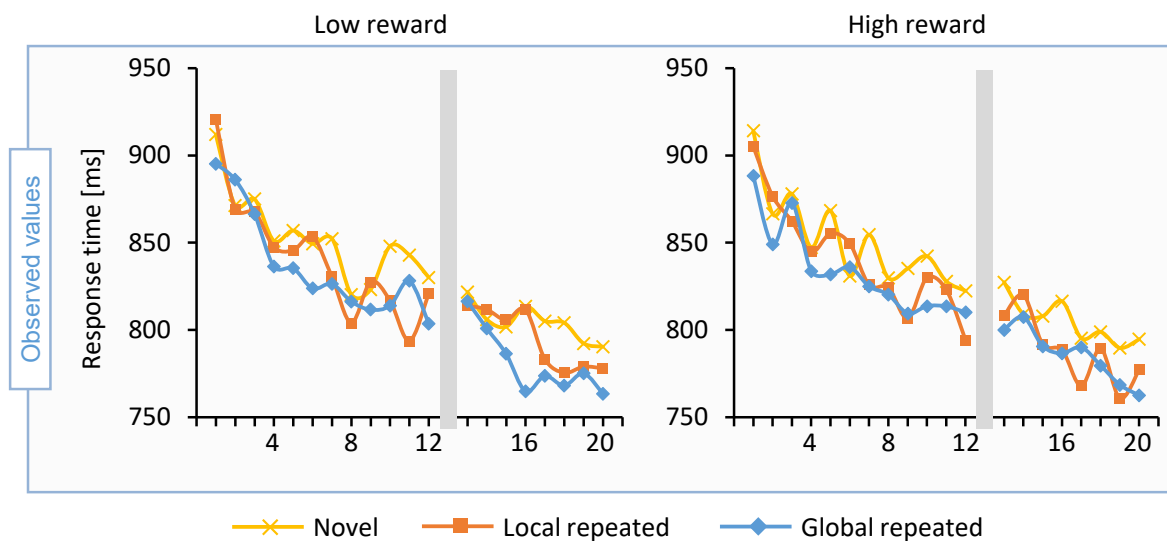 Low reward
High reward
Observed values
Response time [ms]
950
900
850
800
750
4
8
12
16
20
950
900
850
800
750
4
8
12
16
20
Novel
Local repeated
Global repeated